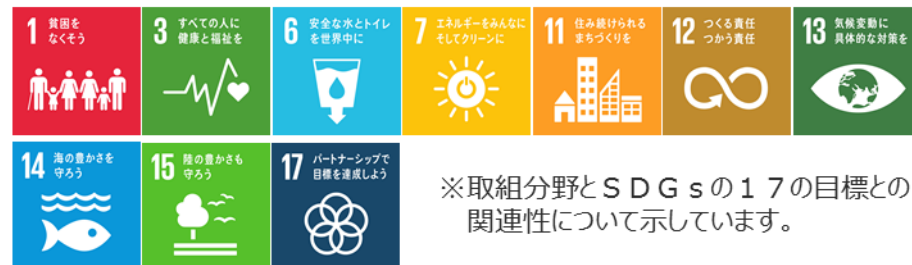 1 貧困を
なくそう
3 すべての人に
健康と福祉を
6 安全な水とトイレ
を世界中に
7 エネルギーをみんなに
そしてクリーンに
11 住み続けられる
まちづくりを
12 つくる責任
つかう責任
13 気候変動に
具体的な対策を
14 海の豊かさを
守ろう
15 陸の豊かさも
守ろう
17 パートナーシップで
目標を達成しよう
※取組分野とSDGsの17の目標との
関連性について示しています。